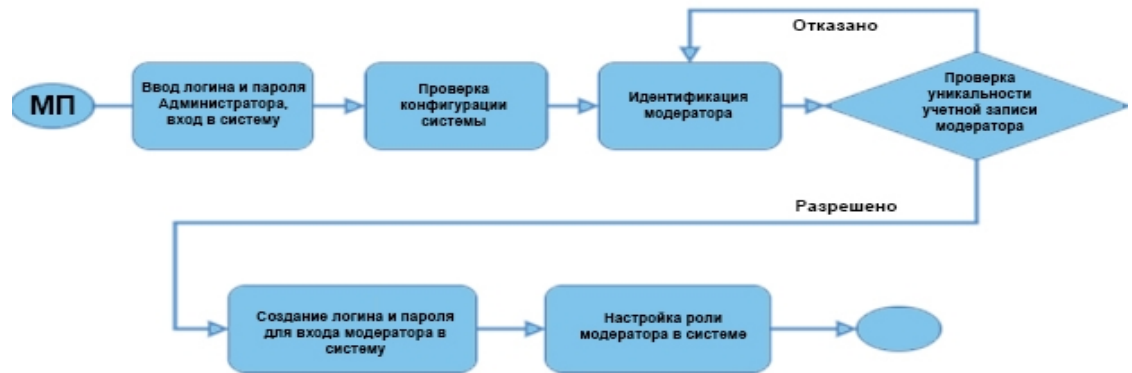 МП
Ввод логина и пароля
Администратора,
вход в систему
Проверка
конфигурации
системы
Идентификация
модератора
Отказано
Проверка
уникальности
учетной записи
модератора
Разрешено
Создание логина и пароля
для входа модератора в
систему
Настройка роли
модератора в системе